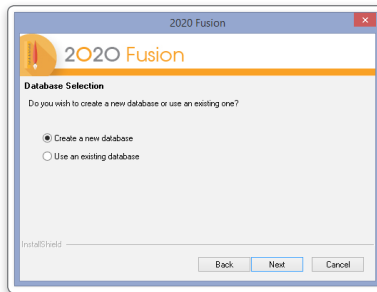 2020 Fusion
2020 Fusion
Database Selection
Do you wish to create a new database or use an existing one?
Create a new database
Use an existing database
InstallShield
Back
Next
Cancel